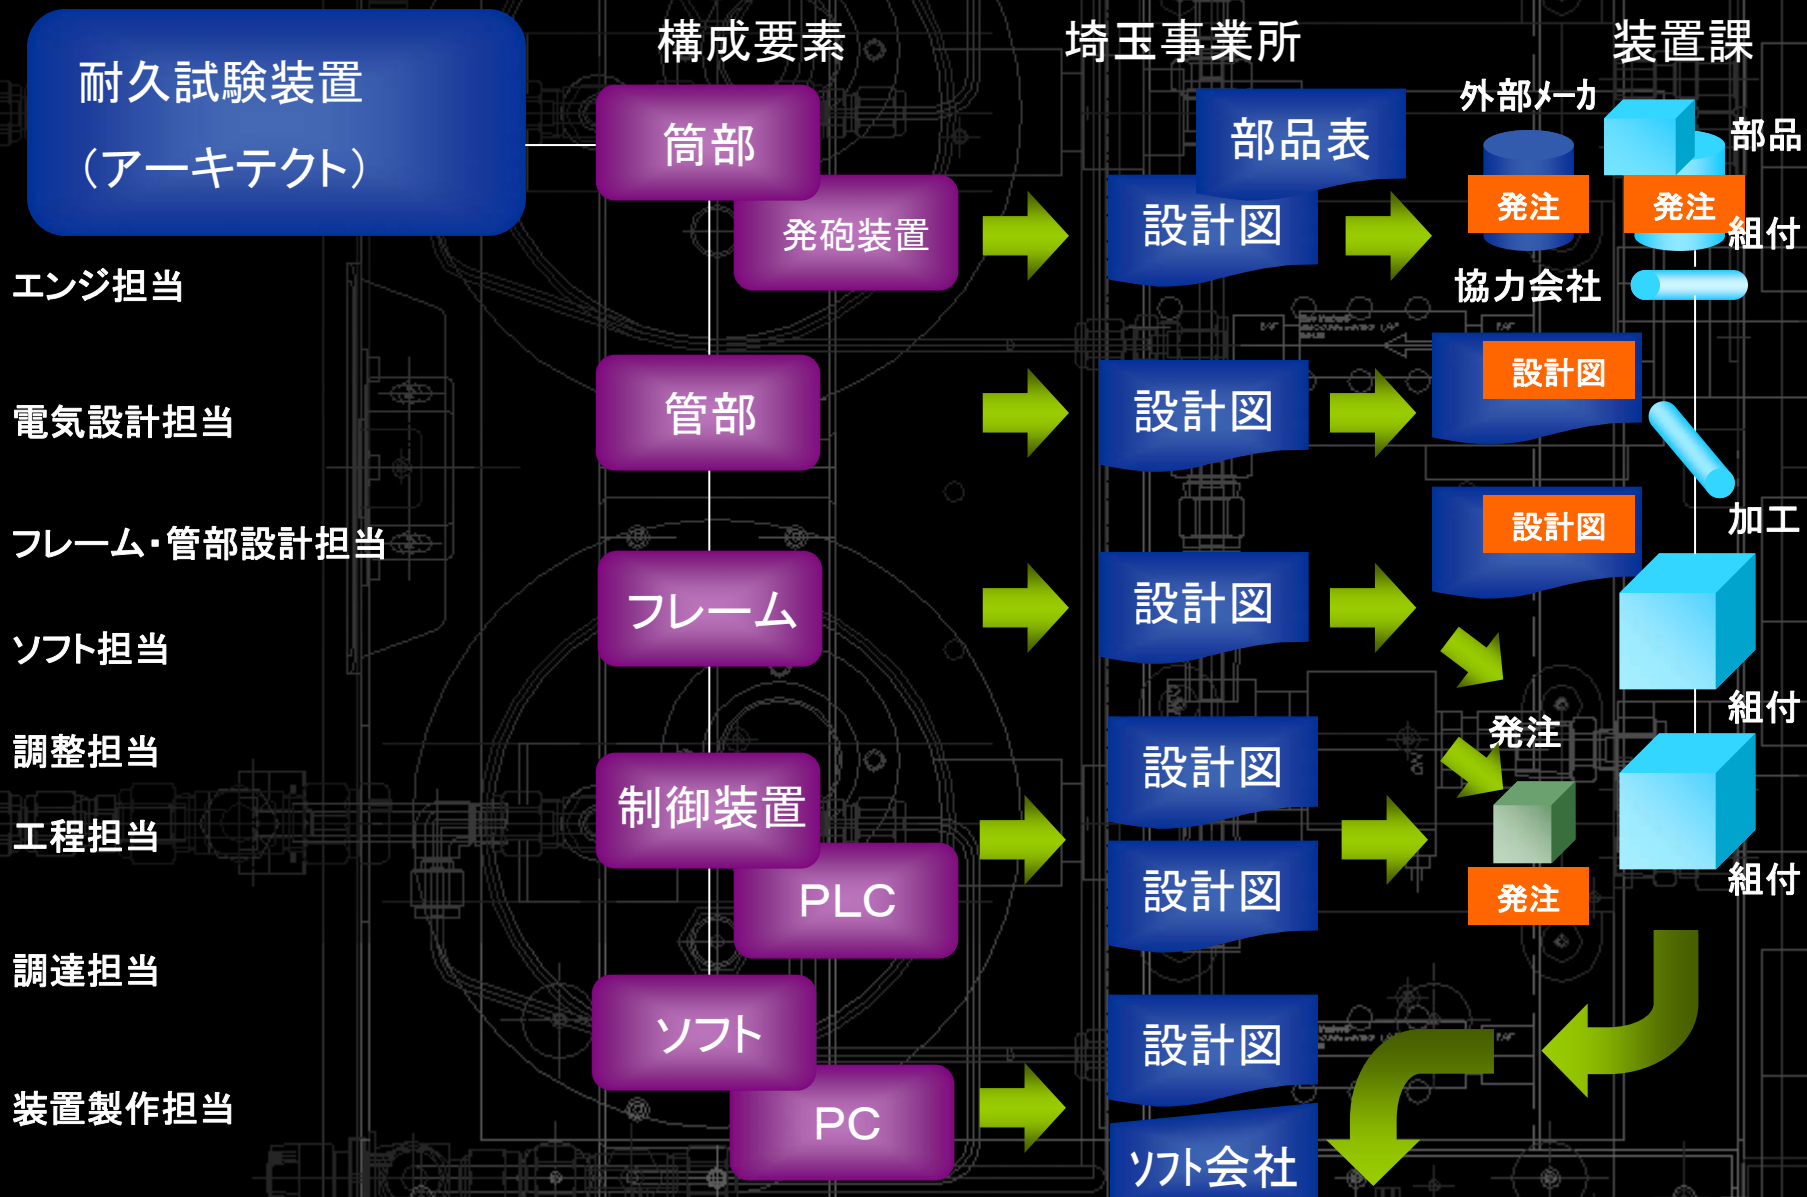 耐久試験装置
（アーキテクト）
構成要素
埼玉事業所
装置課
エンジ担当
電気設計担当
フレーム・管部設計担当
ソフト担当
調整担当
工程担当
調達担当
装置製作担当
筒部
発砲装置
管部
フレーム
制御装置
PLC
ソフト
PC
部品表
設計図
設計図
設計図
設計図
設計図
設計図
ソフト会社
外部メーカ
発注
協力会社
設計図
設計図
発注
発注
部品
発注
組付
加工
組付
組付